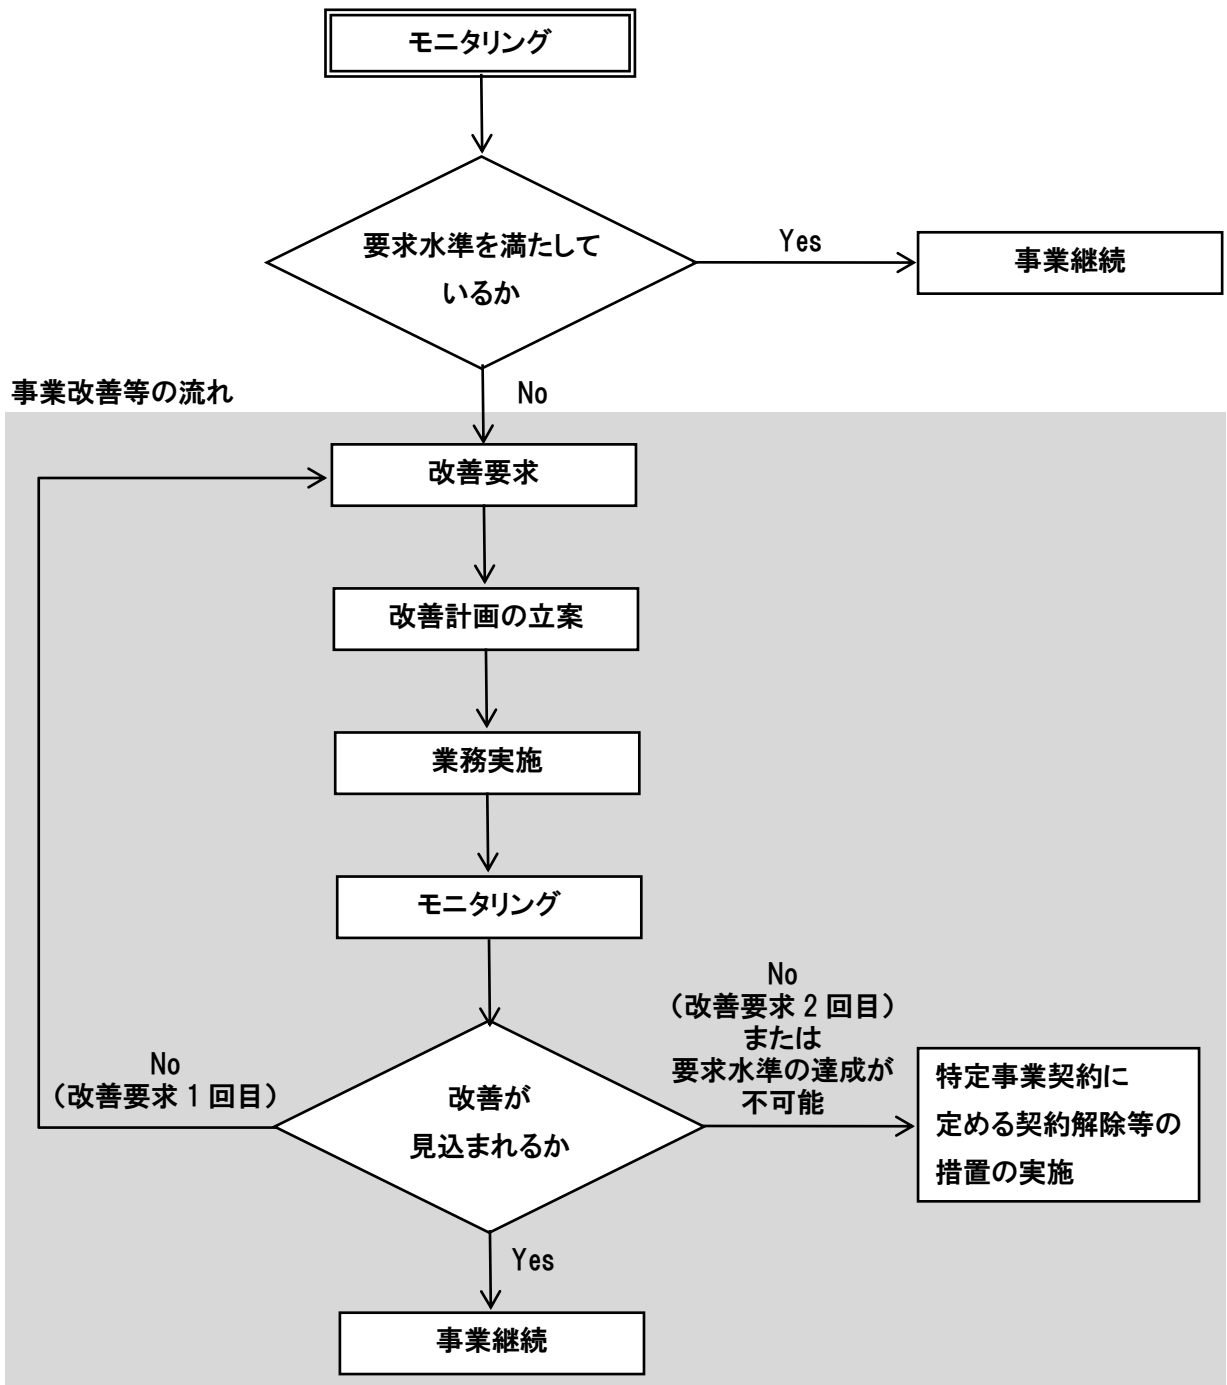 モニタリング
要求水準を満たして
いるか
Yes
事業継続
No
事業改善等の流れ
改善要求
改善計画の立案
業務実施
モニタリング
No
（改善要求２回目）
または
要求水準の達成が
不可能
No
（改善要求１回目）
改善が
見込まれるか
特定事業契約に
定める契約解除等の
措置の実施
Yes
事業継続